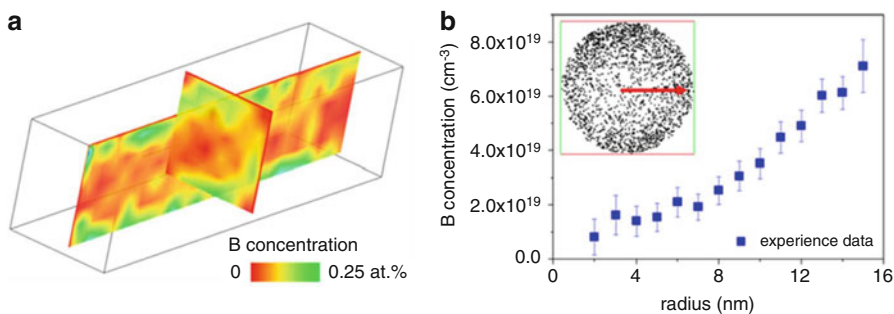 a
B concentration
0 0.25 at.%
b
B concentration (cm-3)
8.0x10^19
6.0x10^19
4.0x10^19
2.0x10^19
0.0
experience data
0 4 8 12 16
radius (nm)